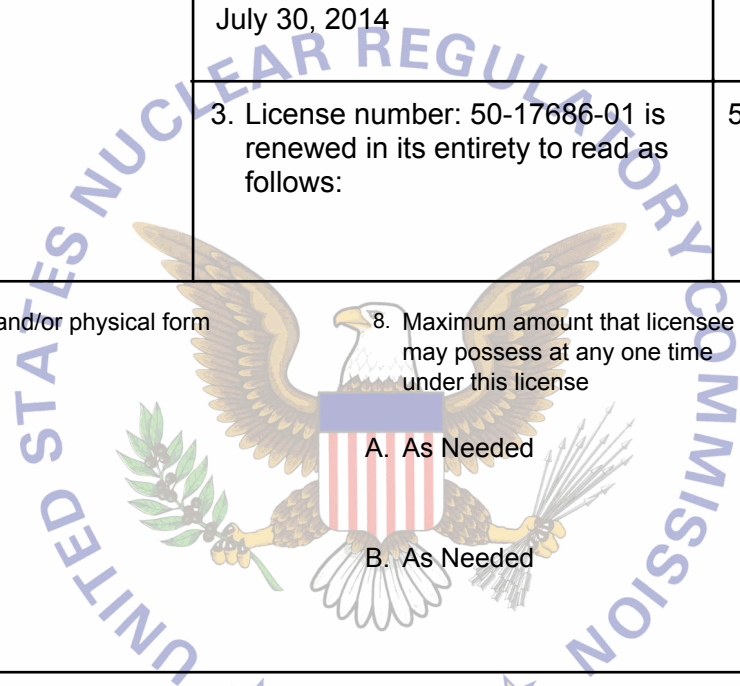 July 30, 2014
3. License number: 50-17686-01 is
renewed in its entirety to read as
follows:
5
and/or physical form
8. Maximum amount that licensee
may possess at any one time
under this license
A. As Needed
B. As Needed
UNITED STATES NUCLEAR REGULATORY COMMISSION